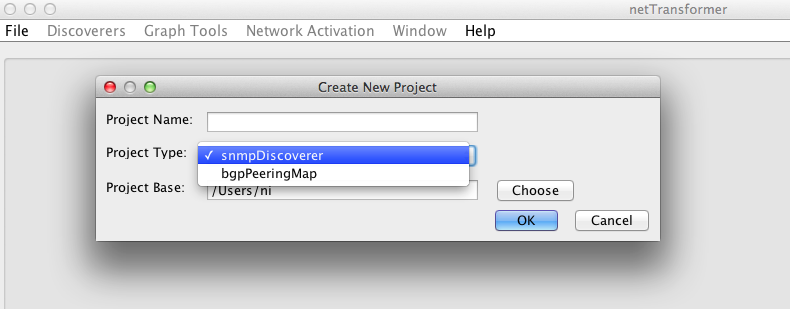 netTransformer
File Discoverers Graph Tools Network Activation Window Help
Create New Project
Project Name:
Project Type: ✓ snmpDiscoverer
bgpPeeringMap
Project Base: /Users/ni Choose
OK Cancel